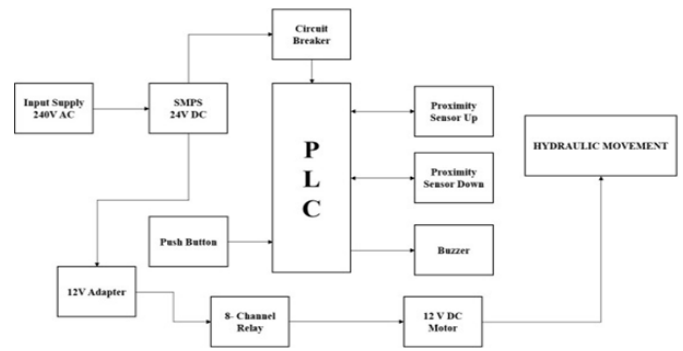 Circuit
Breaker
Input Supply
240V AC
SMPS
24V DC
P
L
C
Proximity
Sensor Up
HYDRAULIC MOVEMENT
Proximity
Sensor Down
Push Button
Buzzer
12V Adapter
8- Channel
Relay
12 V DC
Motor